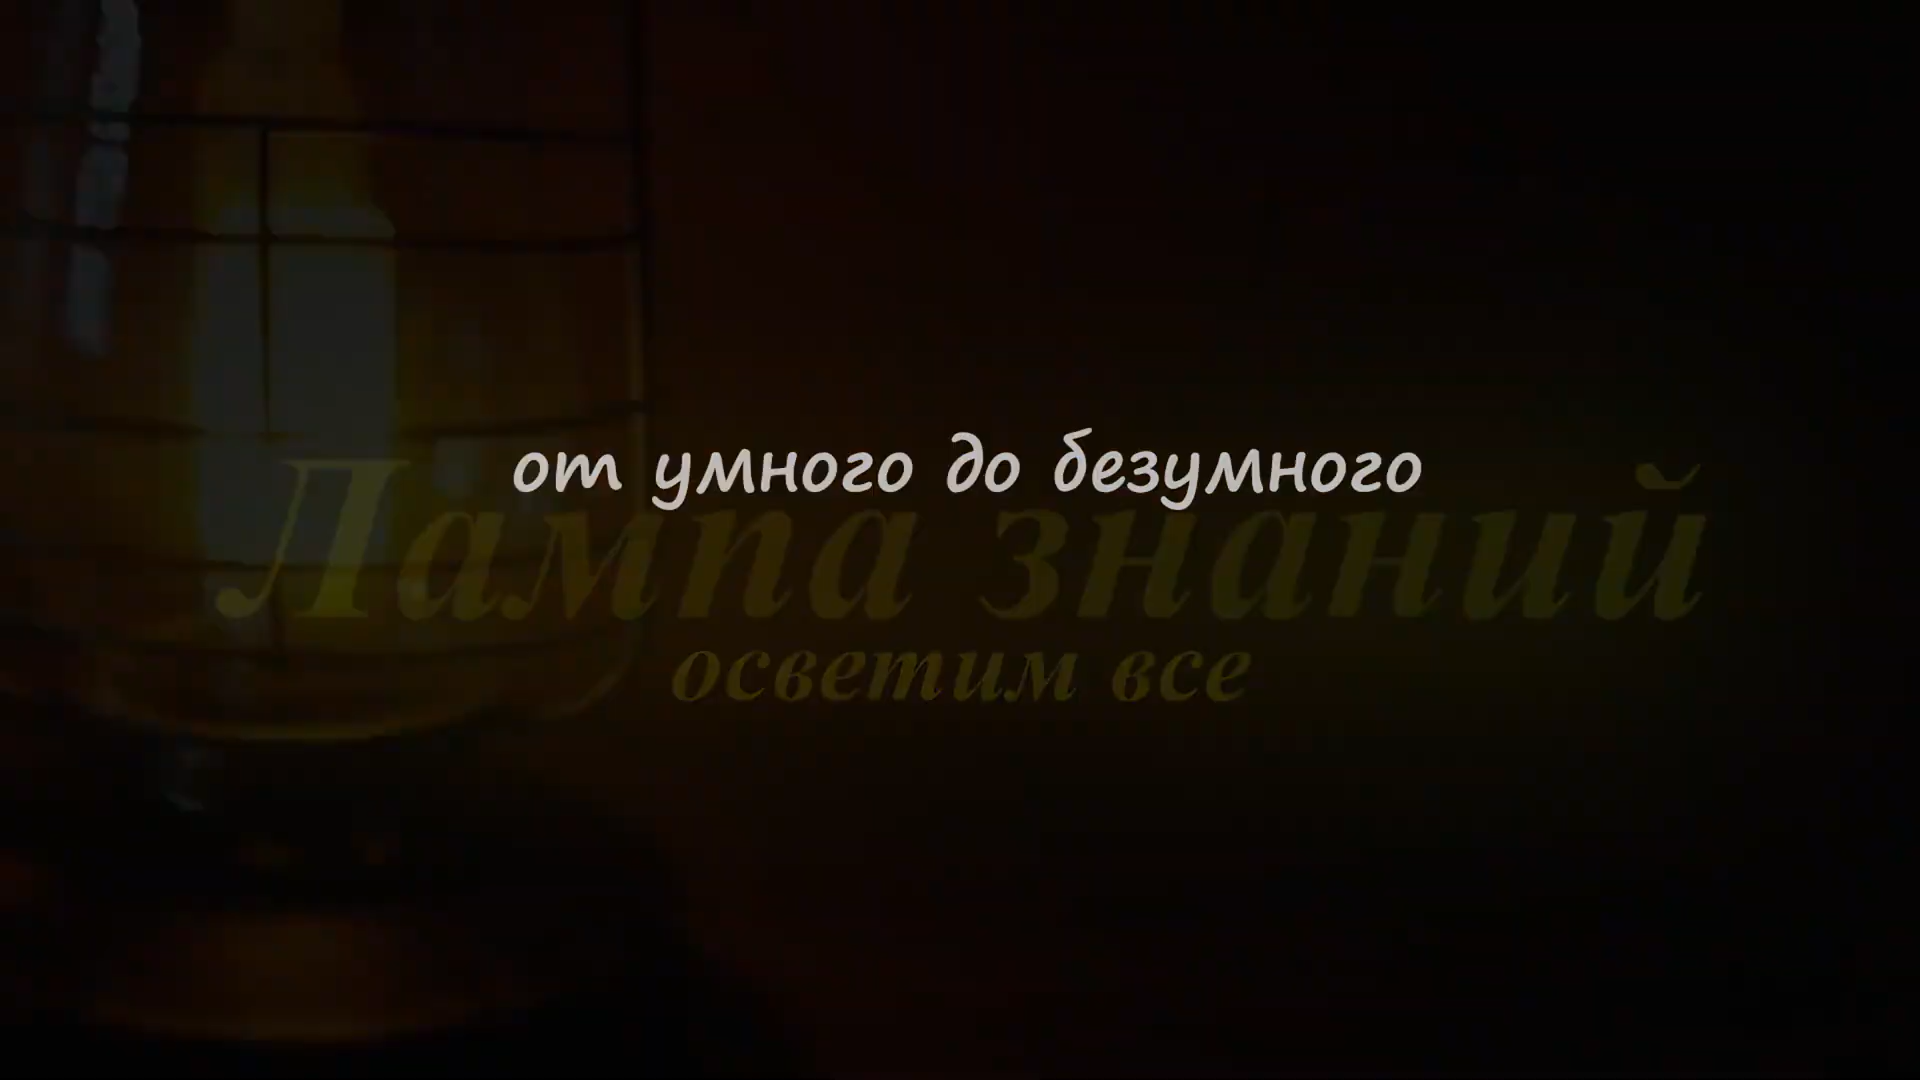 от умного до безумного
Лампа знаний
осветим все